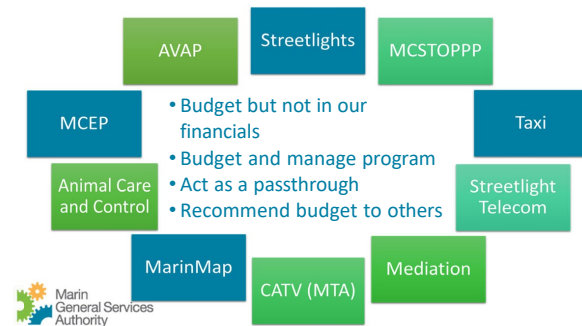 Streetlights
AVAP
MCSTOPPP
MCEP
• Budget but not in our
financials
• Budget and manage program
• Act as a passthrough
• Recommend budget to others
Taxi
Animal Care
and Control
Streetlight
Telecom
MarinMap
CATV (MTA)
Mediation
Marin
General Services
Authority